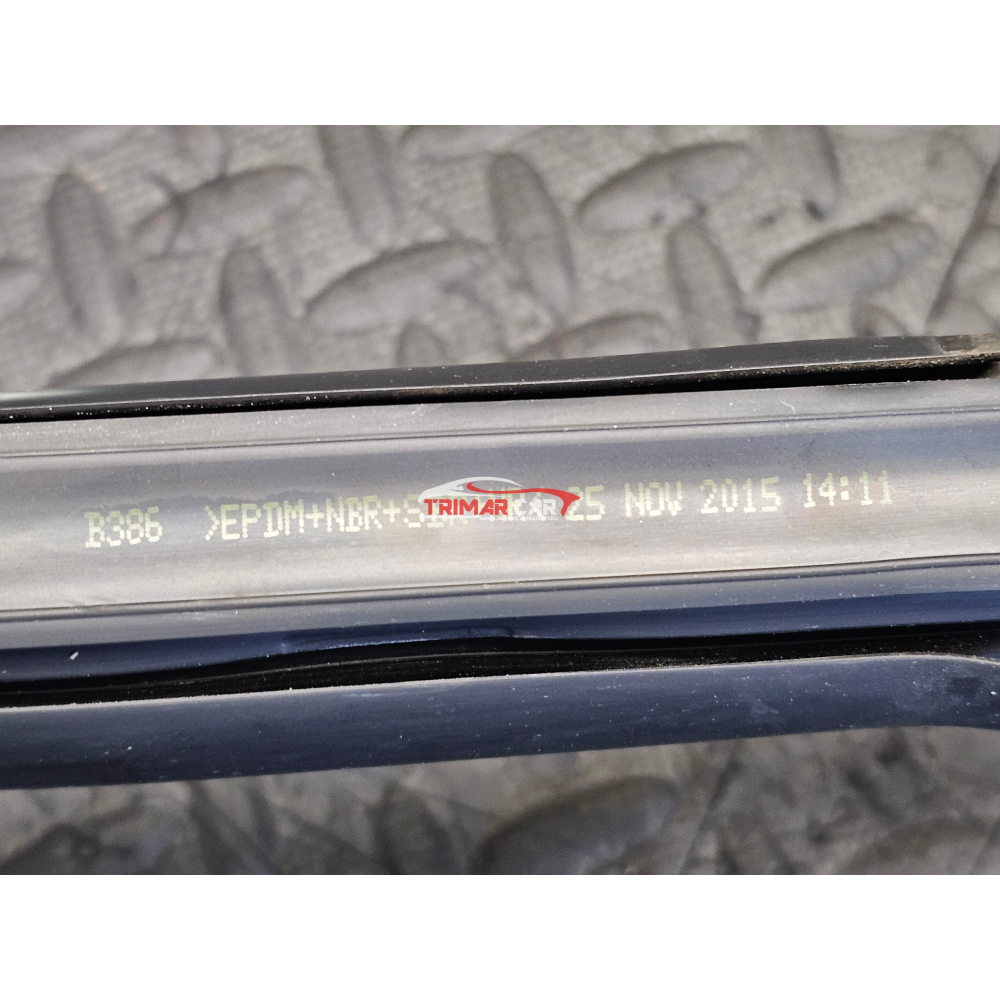 B386 >EPDM+NBR+S 25 NOV 2015 14:11
TRIMARCAR